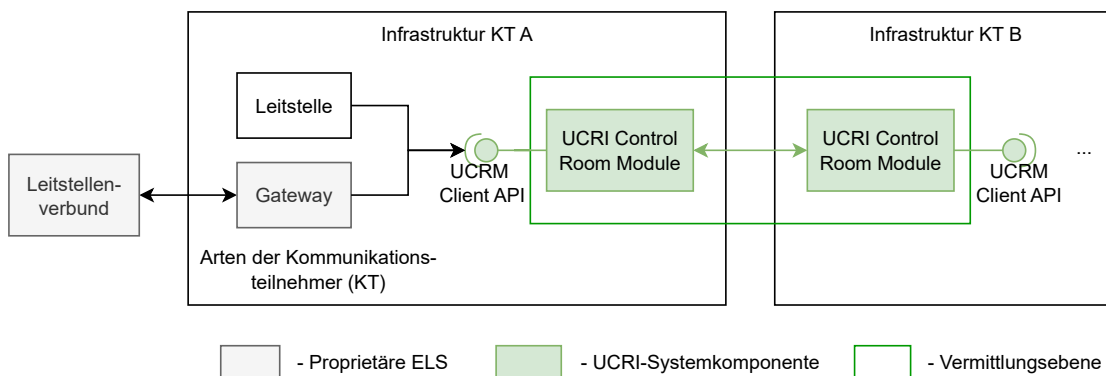 Infrastruktur KT A
Infrastruktur KT B
Leitstelle
UCRI Control
Room Module
UCRI Control
Room Module
Leitstellen-
verbund
Gateway
UCRM
Client API
UCRM
Client API
...
Arten der Kommunikations-
teilnehmer (KT)
- Proprietäre ELS
- UCRI-Systemkomponente
- Vermittlungsebene